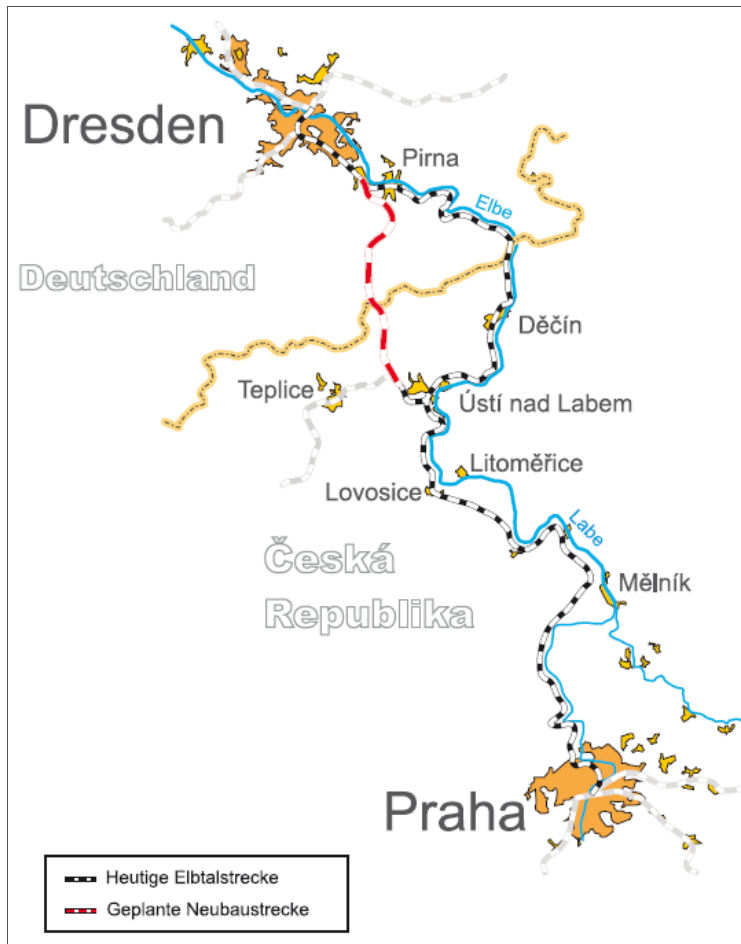 Dresden
Pirna
Elbe
Deutschland
Děčín
Teplice
Ústí nad Labem
Litoměřice
Lovosice
Labe
Česká
Republika
Mělník
Praha
Heutige Elbtalstrecke
Geplante Neubaustrecke